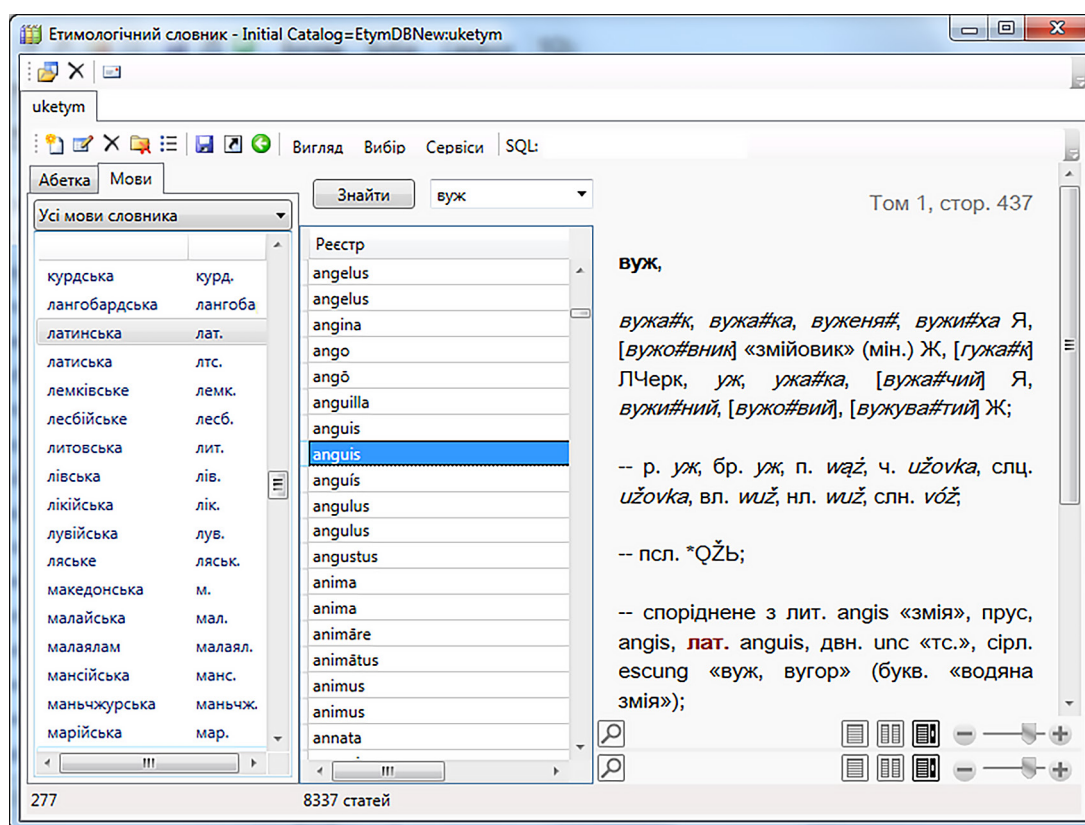 Етимологічний словник - Initial Catalog=EtymDBNew:uketym
uketym
Вигляд Вибір Сервіси SQL:
Абетка Мови
Усі мови словника
курдська курд.
лангобардська лангоба
латинська лат.
латиська лтс.
лемківське лемк.
лесбійське лесб.
литовська лит.
лівська лів.
лікійська лік.
лувійська лув.
ляське ляськ.
македонська м.
малайська мал.
малаялам малаял.
мансійська манс.
маньчжурська маньчж.
марійська мар.
277
Знайти вуж
Реєстр
angelus
angelus
angina
ango
angō
anguilla
anguis
anguis
anguís
angulus
angulus
angustus
anima
anima
animāre
animātus
animus
animus
annata
8337 статей
Том 1, стор. 437
вуж,
вужа#к, вужа#ка, вуженя#, вужи#ха Я,
[вужо#вник] «змійовик» (мін.) Ж, [гужа#к]
ЛЧерк, уж, ужа#ка, [вужа#чий] Я,
вужи#ний, [вужо#вий], [вужува#тий] Ж;
-- р. уж, бр. уж, п. wąż, ч. užovka, слц.
užovka, вл. wuž, нл. wuž, слн. vóž;
-- псл. *QŽЬ;
-- споріднене з лит. angis «змія», прус,
angis, лат. anguis, двн. unc «тс.», сірл.
escung «вуж, вугор» (букв. «водяна
змія»);